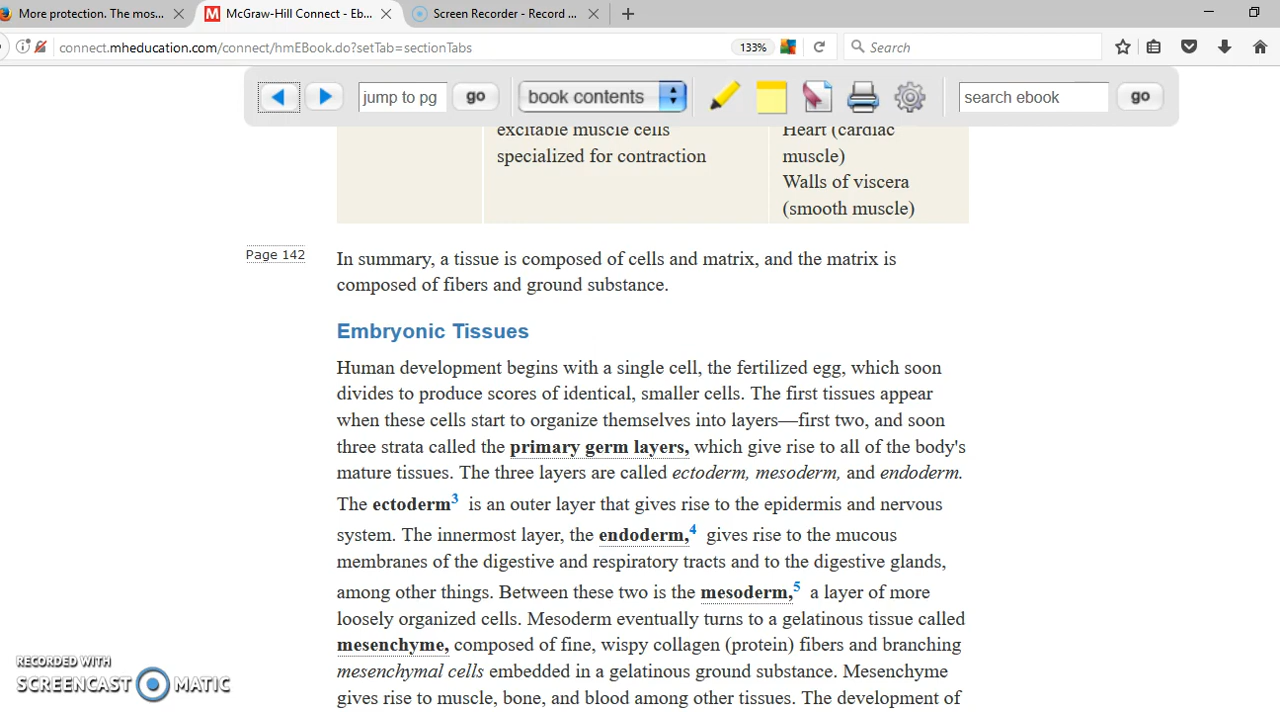 More protection. The mos...
McGraw-Hill Connect - Eb...
Screen Recorder - Record ...
connect.mheducation.com/connect/hmEBook.do?setTab=sectionTabs
133%
Search
jump to pg
go
book contents
search ebook
go
excitable muscle cells
specialized for contraction
Heart (cardiac
muscle)
Walls of viscera
(smooth muscle)
Page 142
In summary, a tissue is composed of cells and matrix, and the matrix is
composed of fibers and ground substance.
Embryonic Tissues
Human development begins with a single cell, the fertilized egg, which soon
divides to produce scores of identical, smaller cells. The first tissues appear
when these cells start to organize themselves into layers—first two, and soon
three strata called the primary germ layers, which give rise to all of the body's
mature tissues. The three layers are called ectoderm, mesoderm, and endoderm.
The ectoderm3 is an outer layer that gives rise to the epidermis and nervous
system. The innermost layer, the endoderm,4 gives rise to the mucous
membranes of the digestive and respiratory tracts and to the digestive glands,
among other things. Between these two is the mesoderm,5 a layer of more
loosely organized cells. Mesoderm eventually turns to a gelatinous tissue called
mesenchyme, composed of fine, wispy collagen (protein) fibers and branching
mesenchymal cells embedded in a gelatinous ground substance. Mesenchyme
gives rise to muscle, bone, and blood among other tissues. The development of
RECORDED WITH
SCREENCAST MATIC